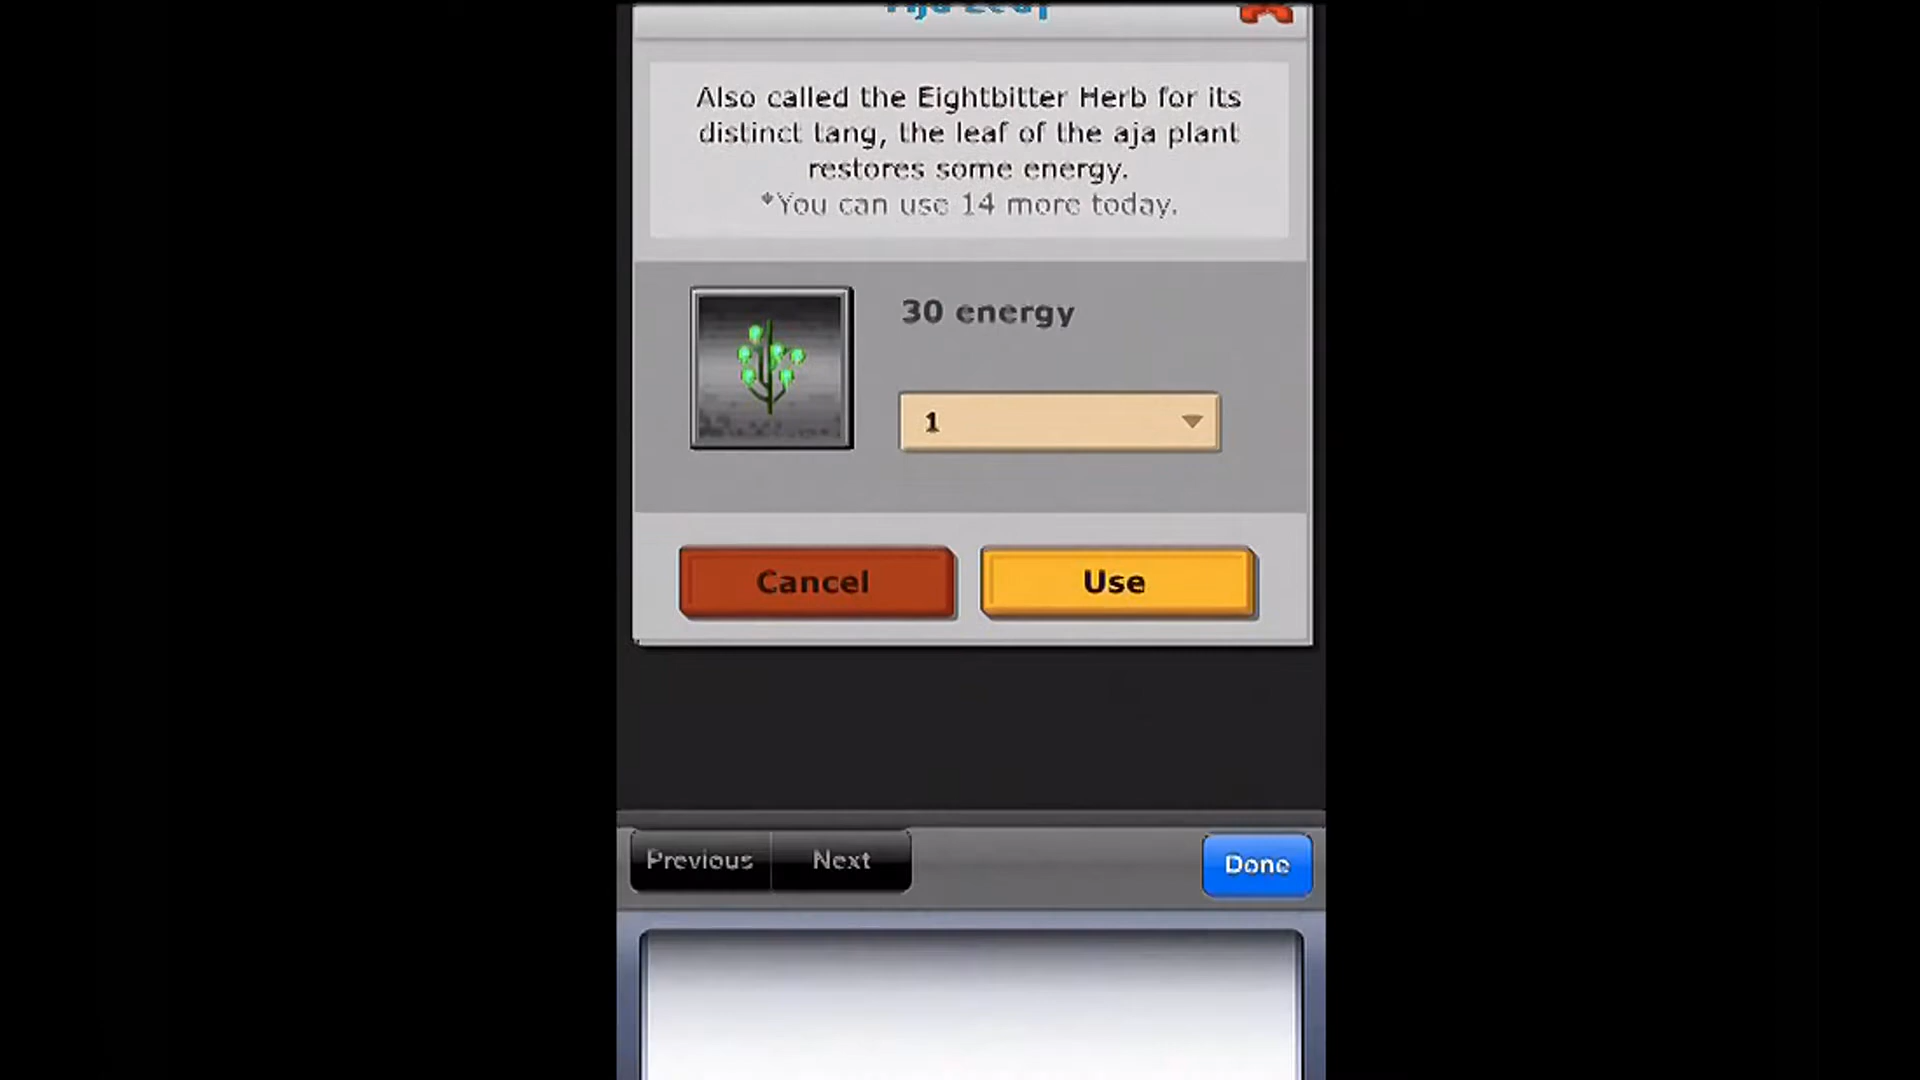 Also called the Eightbitter Herb for its
distinct tang, the leaf of the aja plant
restores some energy.
*You can use 14 more today.
30 energy
1
Cancel
Use
Previous
Next
Done